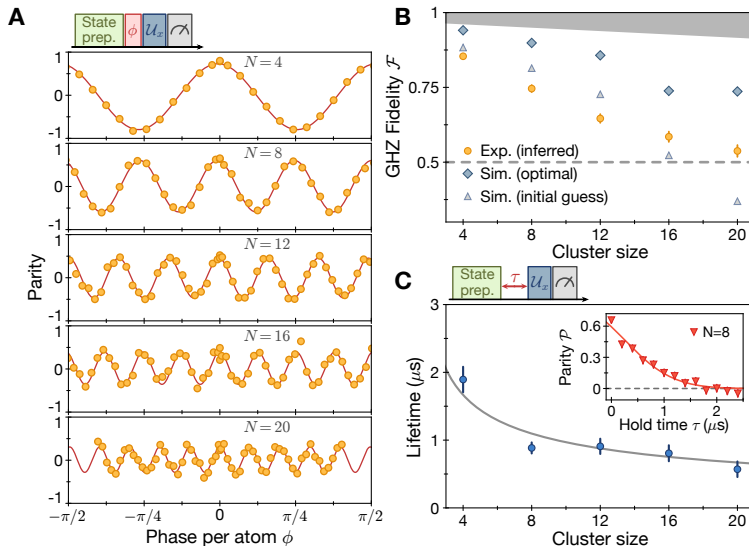 A
State
prep.
ϕ
𝒰ₓ
N = 4
N = 8
N = 12
N = 16
N = 20
1
0
-1
1
0
-1
1
0
-1
1
0
-1
1
0
-1
Parity
−π/2
−π/4
0
π/4
π/2
Phase per atom ϕ
B
GHZ Fidelity ℱ
1
0.75
0.5
Exp. (inferred)
Sim. (optimal)
Sim. (initial guess)
4
8
12
16
20
Cluster size
C
State
prep.
τ
𝒰ₓ
Lifetime (μs)
3
2
1
0
4
8
12
16
20
Cluster size
Parity 𝒫
0.6
0.3
0
N=8
0
1
2
Hold time τ (μs)